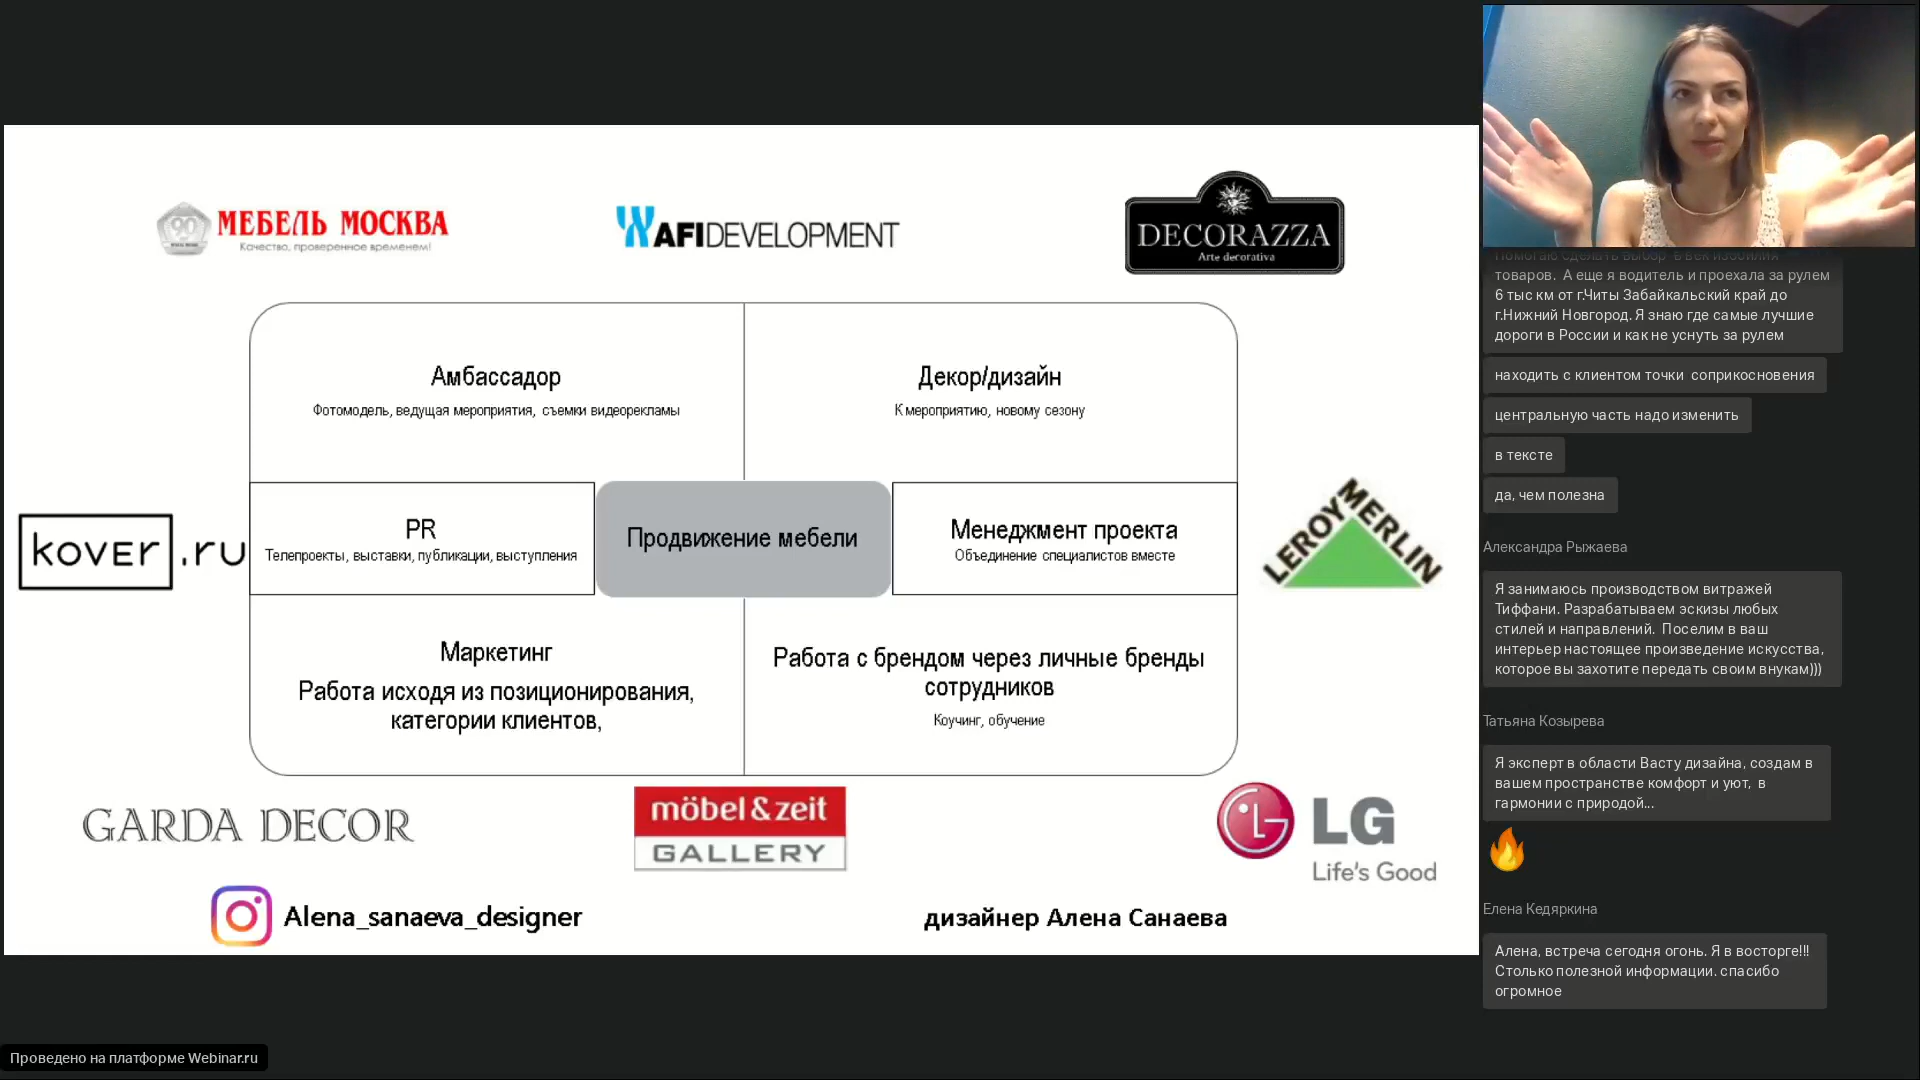 90
МЕБЕЛЬ МОСКВА
Качество, проверенное временем!
AFIDEVELOPMENT
DECORAZZA
Arte decorativa
Амбассадор
Фотомодель, ведущая мероприятия, съемки видеорекламы
Декор/дизайн
К мероприятию, новому сезону
kover.ru
PR
Телепроекты, выставки, публикации, выступления
Продвижение мебели
Менеджмент проекта
Объединение специалистов вместе
LEROY MERLIN
Маркетинг
Работа исходя из позиционирования,
категории клиентов,
Работа с брендом через личные бренды
сотрудников
Коучинг, обучение
GARDA DECOR
möbel & zeit
GALLERY
LG
Life's Good
Alena_sanaeva_designer
дизайнер Алена Санаева
Помогаю сделать выбор в век изобилия
товаров. А еще я водитель и проехала за рулем
6 тыс км от г.Читы Забайкальский край до
г.Нижний Новгород. Я знаю где самые лучшие
дороги в России и как не уснуть за рулем
находить с клиентом точки соприкосновения
центральную часть надо изменить
в тексте
да, чем полезна
Александра Рыжаева
Я занимаюсь производством витражей
Тиффани. Разрабатываем эскизы любых
стилей и направлений. Поселим в ваш
интерьер настоящее произведение искусства,
которое вы захотите передать своим внукам)))
Татьяна Козырева
Я эксперт в области Васту дизайна, создам в
вашем пространстве комфорт и уют, в
гармонии с природой...
Елена Кедяркина
Алена, встреча сегодня огонь. Я в восторге!!!
Столько полезной информации. спасибо
огромное
Проведено на платформе Webinar.ru